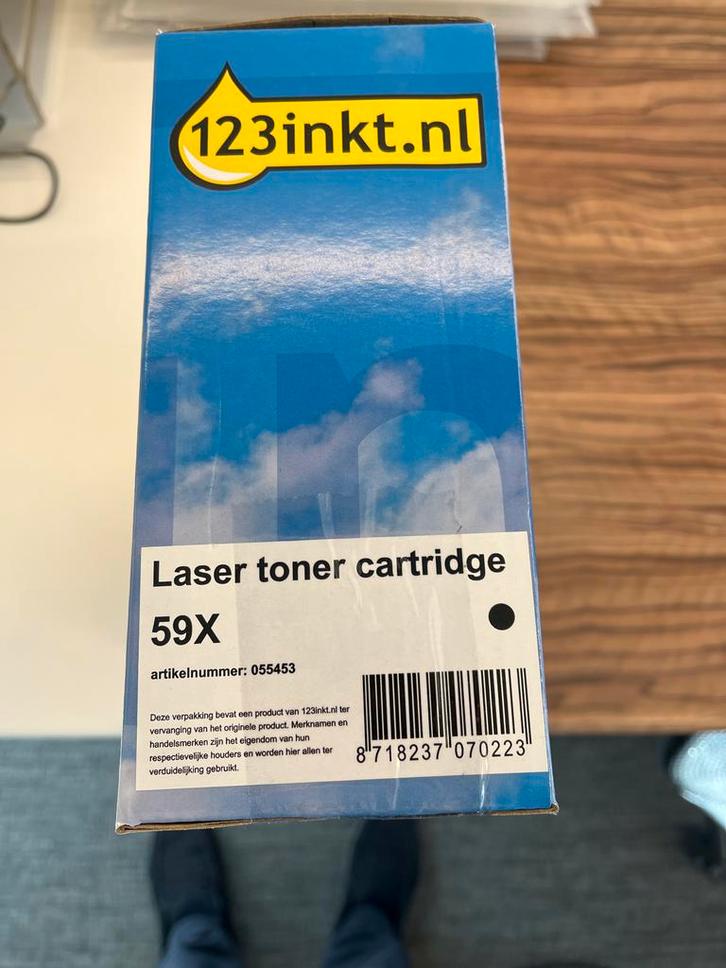 123inkt.nl
in
Laser toner cartridge
59X
artikelnummer: 055453
Deze verpakking bevat een product van 123inkt.nl ter
vervanging van het originele product. Merknamen en
handelsmerken zijn het eigendom van hun
respectievelijke houders en worden hier allen ter
verduidelijking gebruikt.
8 718237 070223